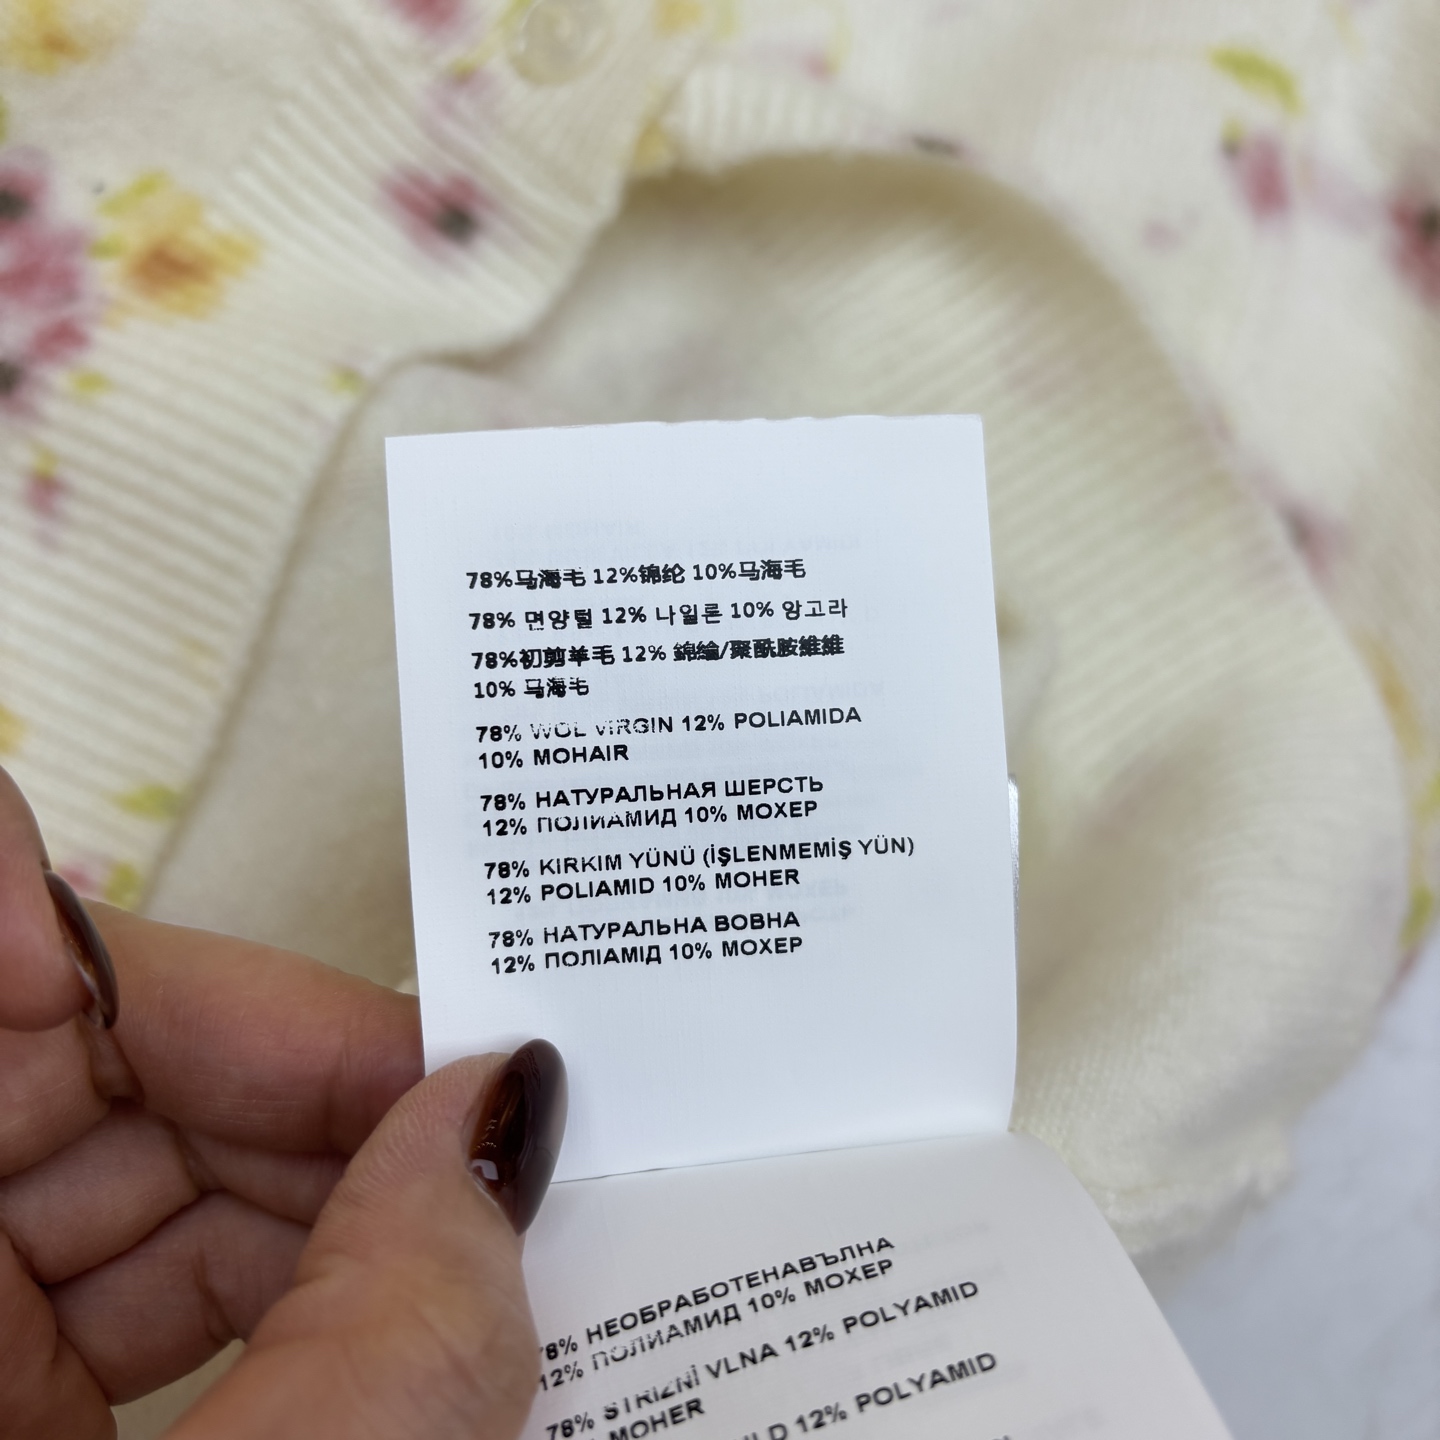 78%马海毛 12%锦纶 10%马海毛
78% 면양털 12% 나일론 10% 앙고라
78%初剪羊毛 12% 錦綸/聚酰胺維維
10% 马海毛
78% WOL VIRGIN 12% POLIAMIDA
10% MOHAIR
78% НАТУРАЛЬНАЯ ШЕРСТЬ
12% ПОЛИАМИД 10% МОХЕР
78% KIRKIM YÜNÜ (İŞLENMEMİŞ YÜN)
12% POLIAMID 10% MOHER
78% НАТУРАЛЬНА ВОВНА
12% ПОЛІАМІД 10% МОХЕР
78% НЕОБРАБОТЕНАВЪЛНА
12% ПОЛИАМИД 10% МОХЕР
78% STRIZNİ VLNA 12% POLYAMID
MOHER
12% POLYAMID